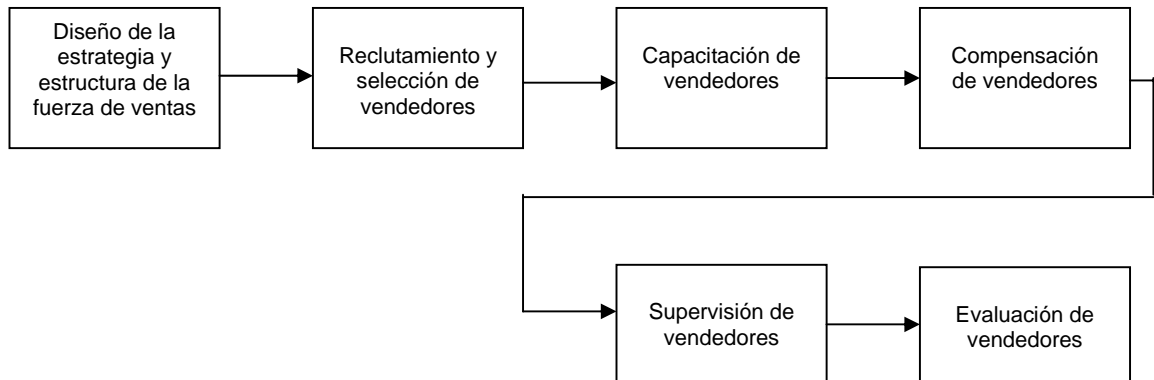 Diseño de la
estrategia y
estructura de la
fuerza de ventas
Reclutamiento y
selección de
vendedores
Capacitación de
vendedores
Compensación
de vendedores
Supervisión de
vendedores
Evaluación de
vendedores